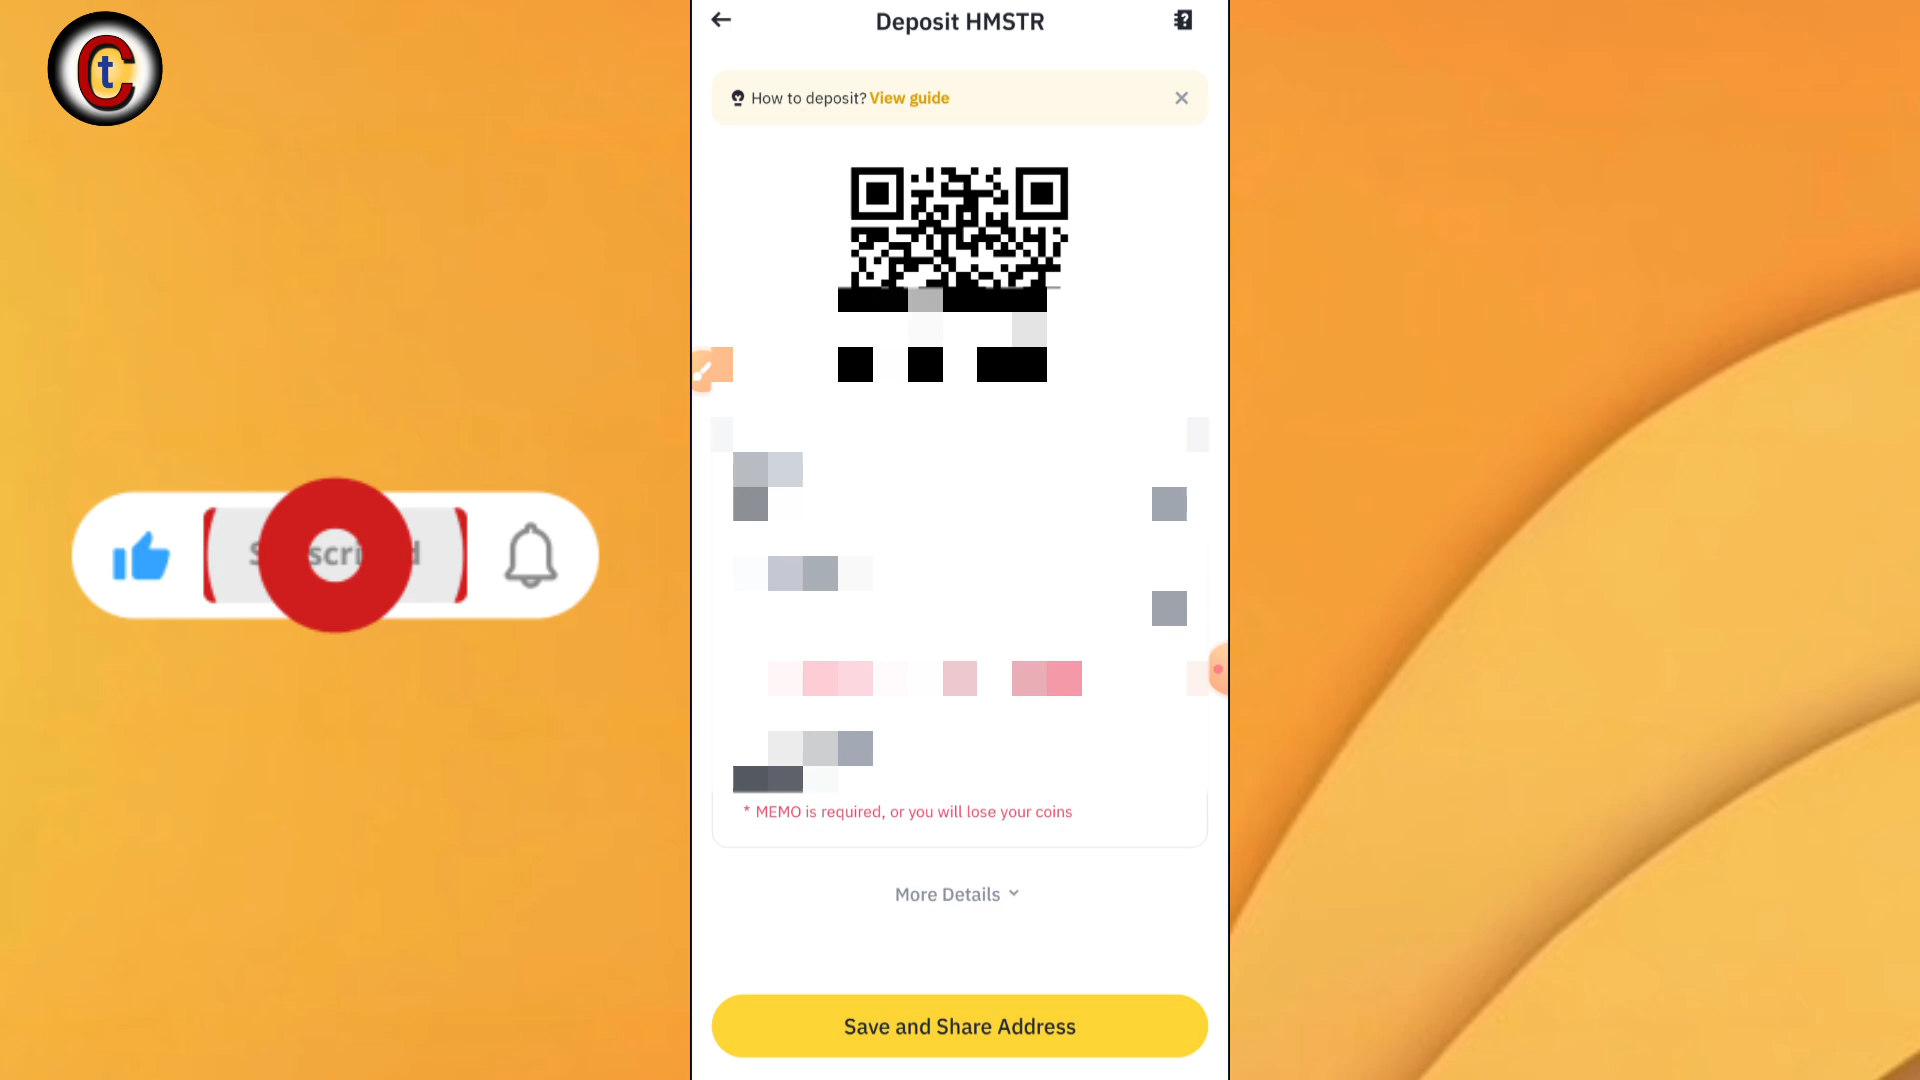 Ct
Deposit HMSTR
How to deposit? View guide
* MEMO is required, or you will lose your coins
More Details
Save and Share Address